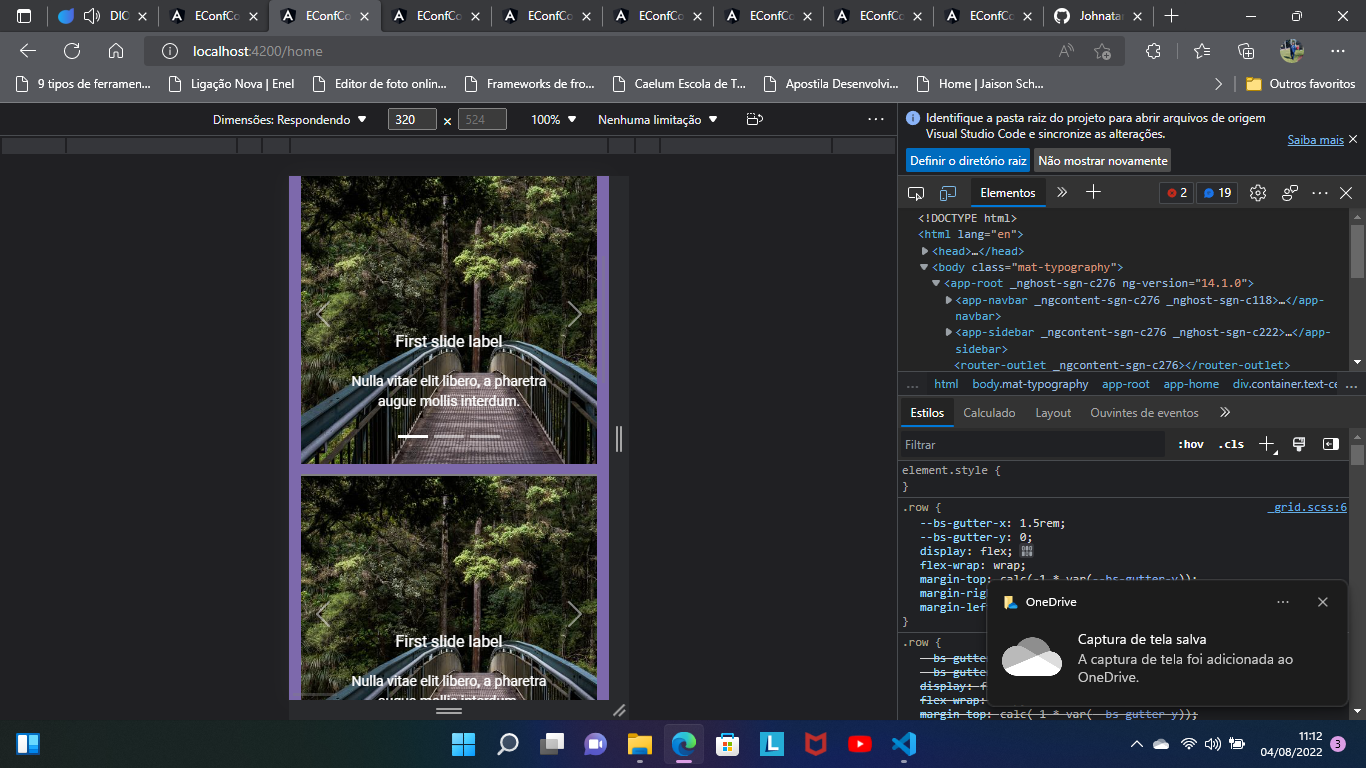 DIO
EConfCo
EConfCo
EConfCo
EConfCo
EConfCo
EConfCo
EConfCo
EConfCo
Johnata
localhost:4200/home
9 tipos de ferramen...
Ligação Nova | Enel
Editor de foto onlin...
Frameworks de fro...
Caelum Escola de T...
Apostila Desenvolvi...
Home | Jaison Sch...
Outros favoritos
Dimensões: Respondendo
320 × 524
100%
Nenhuma limitação
Identifique a pasta raiz do projeto para abrir arquivos de origem
Visual Studio Code e sincronize as alterações.
Saiba mais
Definir o diretório raiz
Não mostrar novamente
Elementos
2
19
<!DOCTYPE html>
<html lang="en">
<head>…</head>
<body class="mat-typography">
<app-root _nghost-sgn-c276 ng-version="14.1.0">
<app-navbar _ngcontent-sgn-c276 _nghost-sgn-c118>…</app-
navbar>
<app-sidebar _ngcontent-sgn-c276 _nghost-sgn-c222>…</app-
sidebar>
<router-outlet _ngcontent-sgn-c276></router-outlet>
... html body.mat-typography app-root app-home div.container.text-ce ...
Estilos
Calculado
Layout
Ouvintes de eventos
Filtrar
:hov
.cls
element.style {
}
.row {
_grid.scss:6
--bs-gutter-x: 1.5rem;
--bs-gutter-y: 0;
display: flex;
flex-wrap: wrap;
margin-top: calc(-1 * var(--bs-gutter-y));
margin-rig
margin-left
}
.row {
--bs-gutte
--bs-gutte
display: f
flex-wrap:
margin-top: calc(-1 * var(--bs-gutter-y));
First slide label
Nulla vitae elit libero, a pharetra
augue mollis interdum.
First slide label
Nulla vitae elit libero, a pharetra
augue mollis interdum.
OneDrive
Captura de tela salva
A captura de tela foi adicionada ao
OneDrive.
L
11:12
04/08/2022
3